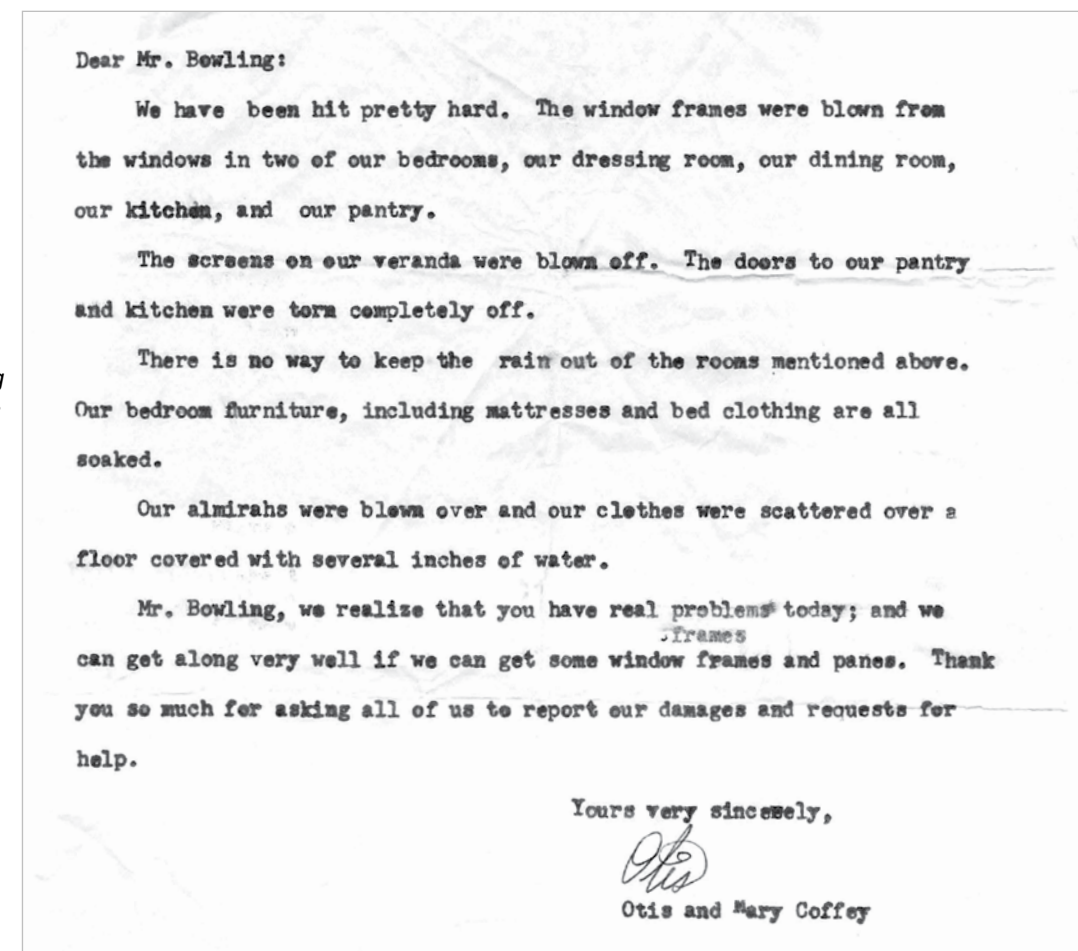 Dear Mr. Bowling:
We have been hit pretty hard. The window frames were blown from
the windows in two of our bedrooms, our dressing room, our dining room,
our kitchen, and our pantry.
The screens on our veranda were blown off. The doors to our pantry
and kitchen were torn completely off.
There is no way to keep the rain out of the rooms mentioned above.
Our bedroom furniture, including mattresses and bed clothing are all
soaked.
Our almirahs were blown over and our clothes were scattered over a
floor covered with several inches of water.
Mr. Bowling, we realize that you have real problems today; and we
frames
can get along very well if we can get some window frames and panes. Thank
you so much for asking all of us to report our damages and requests for
help.
Yours very sincerely,
Otis
Otis and Mary Coffey